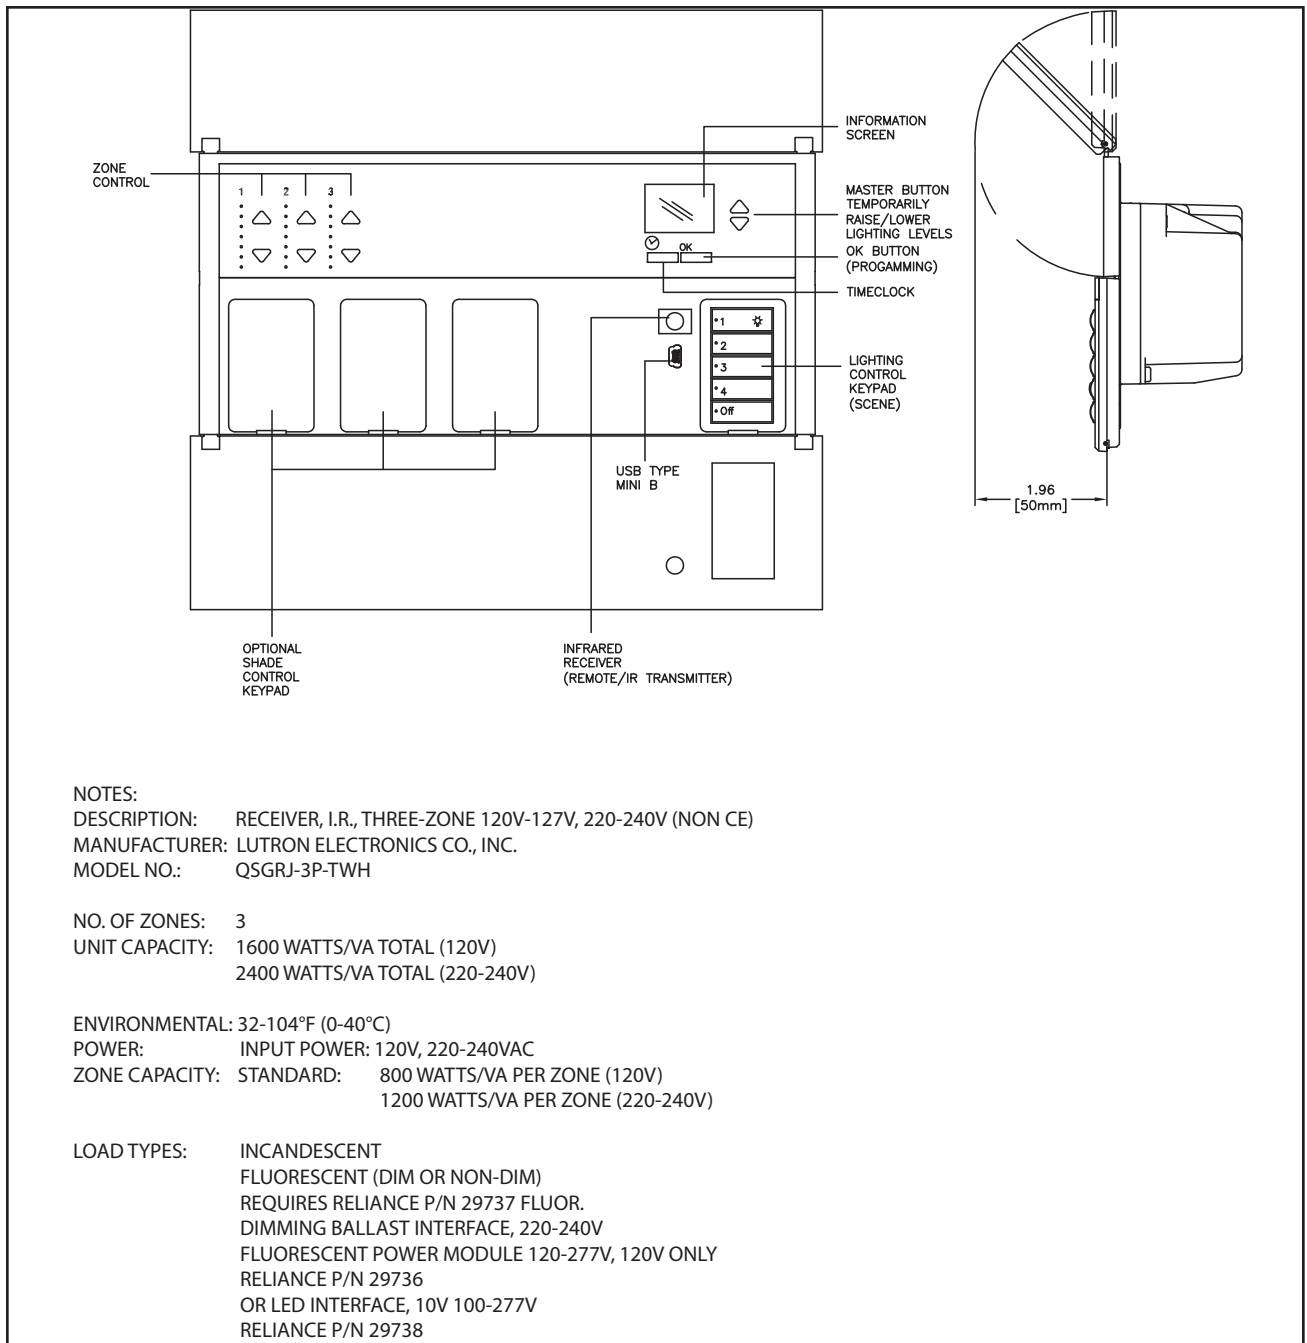 INFORMATION
SCREEN
ZONE
CONTROL
1 2 3
MASTER BUTTON
TEMPORARILY
RAISE/LOWER
LIGHTING LEVELS
OK
OK BUTTON
(PROGAMMING)
TIMECLOCK
1
2
3
4
Off
LIGHTING
CONTROL
KEYPAD
(SCENE)
USB TYPE
MINI B
1.96
[50mm]
OPTIONAL
SHADE
CONTROL
KEYPAD
INFRARED
RECEIVER
(REMOTE/IR TRANSMITTER)
NOTES:
DESCRIPTION: RECEIVER, I.R., THREE-ZONE 120V-127V, 220-240V (NON CE)
MANUFACTURER: LUTRON ELECTRONICS CO., INC.
MODEL NO.: QSGRJ-3P-TWH
NO. OF ZONES: 3
UNIT CAPACITY: 1600 WATTS/VA TOTAL (120V)
2400 WATTS/VA TOTAL (220-240V)
ENVIRONMENTAL: 32-104°F (0-40°C)
POWER: INPUT POWER: 120V, 220-240VAC
ZONE CAPACITY: STANDARD: 800 WATTS/VA PER ZONE (120V)
1200 WATTS/VA PER ZONE (220-240V)
LOAD TYPES: INCANDESCENT
FLUORESCENT (DIM OR NON-DIM)
REQUIRES RELIANCE P/N 29737 FLUOR.
DIMMING BALLAST INTERFACE, 220-240V
FLUORESCENT POWER MODULE 120-277V, 120V ONLY
RELIANCE P/N 29736
OR LED INTERFACE, 10V 100-277V
RELIANCE P/N 29738